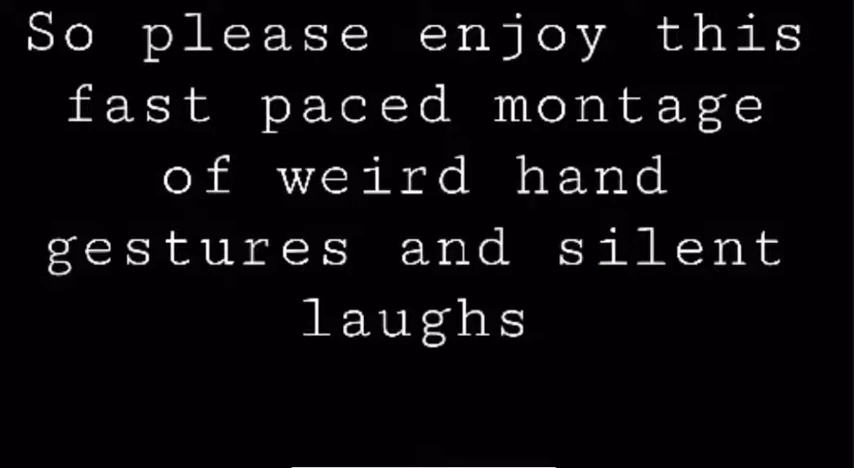 So please enjoy this
fast paced montage
of weird hand
gestures and silent
laughs